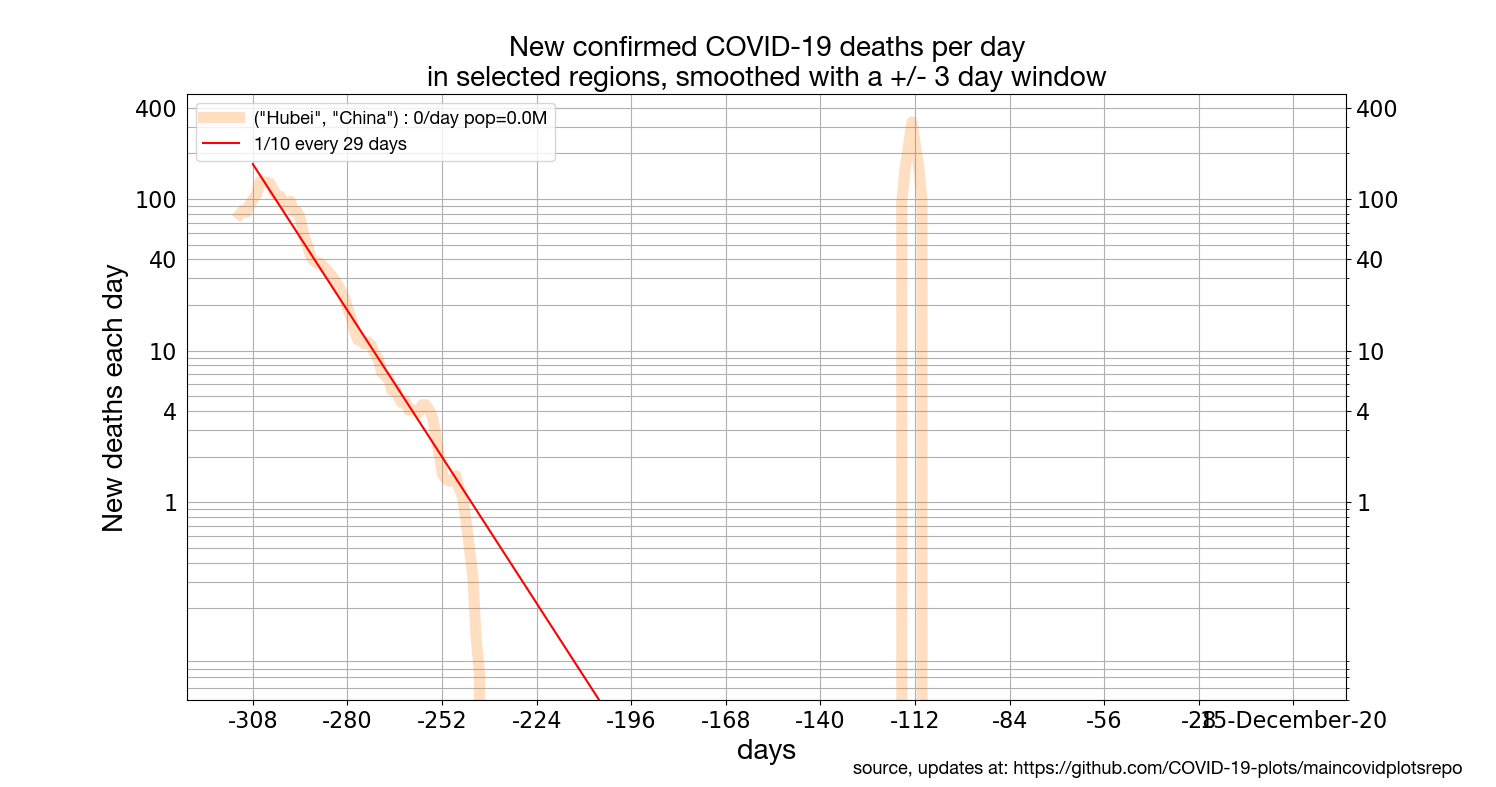 New confirmed COVID-19 deaths per day
in selected regions, smoothed with a +/- 3 day window
("Hubei", "China") : 0/day pop=0.0M
1/10 every 29 days
New deaths each day
400
100
40
10
4
1
400
100
40
10
4
1
-308 -280 -252 -224 -196 -168 -140 -112 -84 -56 -28 15-December-20
days
source, updates at: https://github.com/COVID-19-plots/maincovidplotsrepo